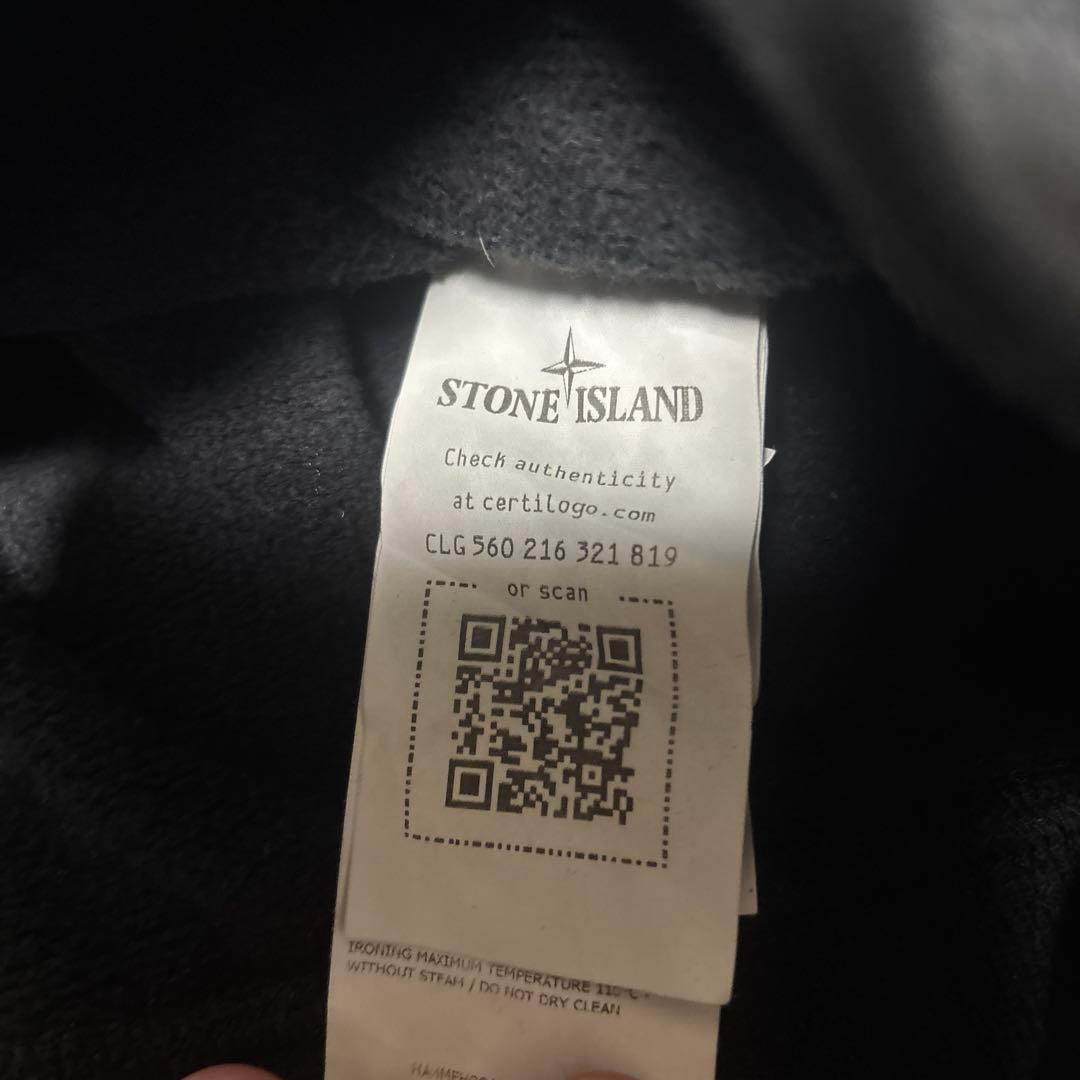 STONE ISLAND
Check authenticity
at certilogo.com
CLG 560 216 321 819
or scan
IRONING MAXIMUM TEMPERATURE
WITHOUT STEAM / DO NOT DRY CLEAN